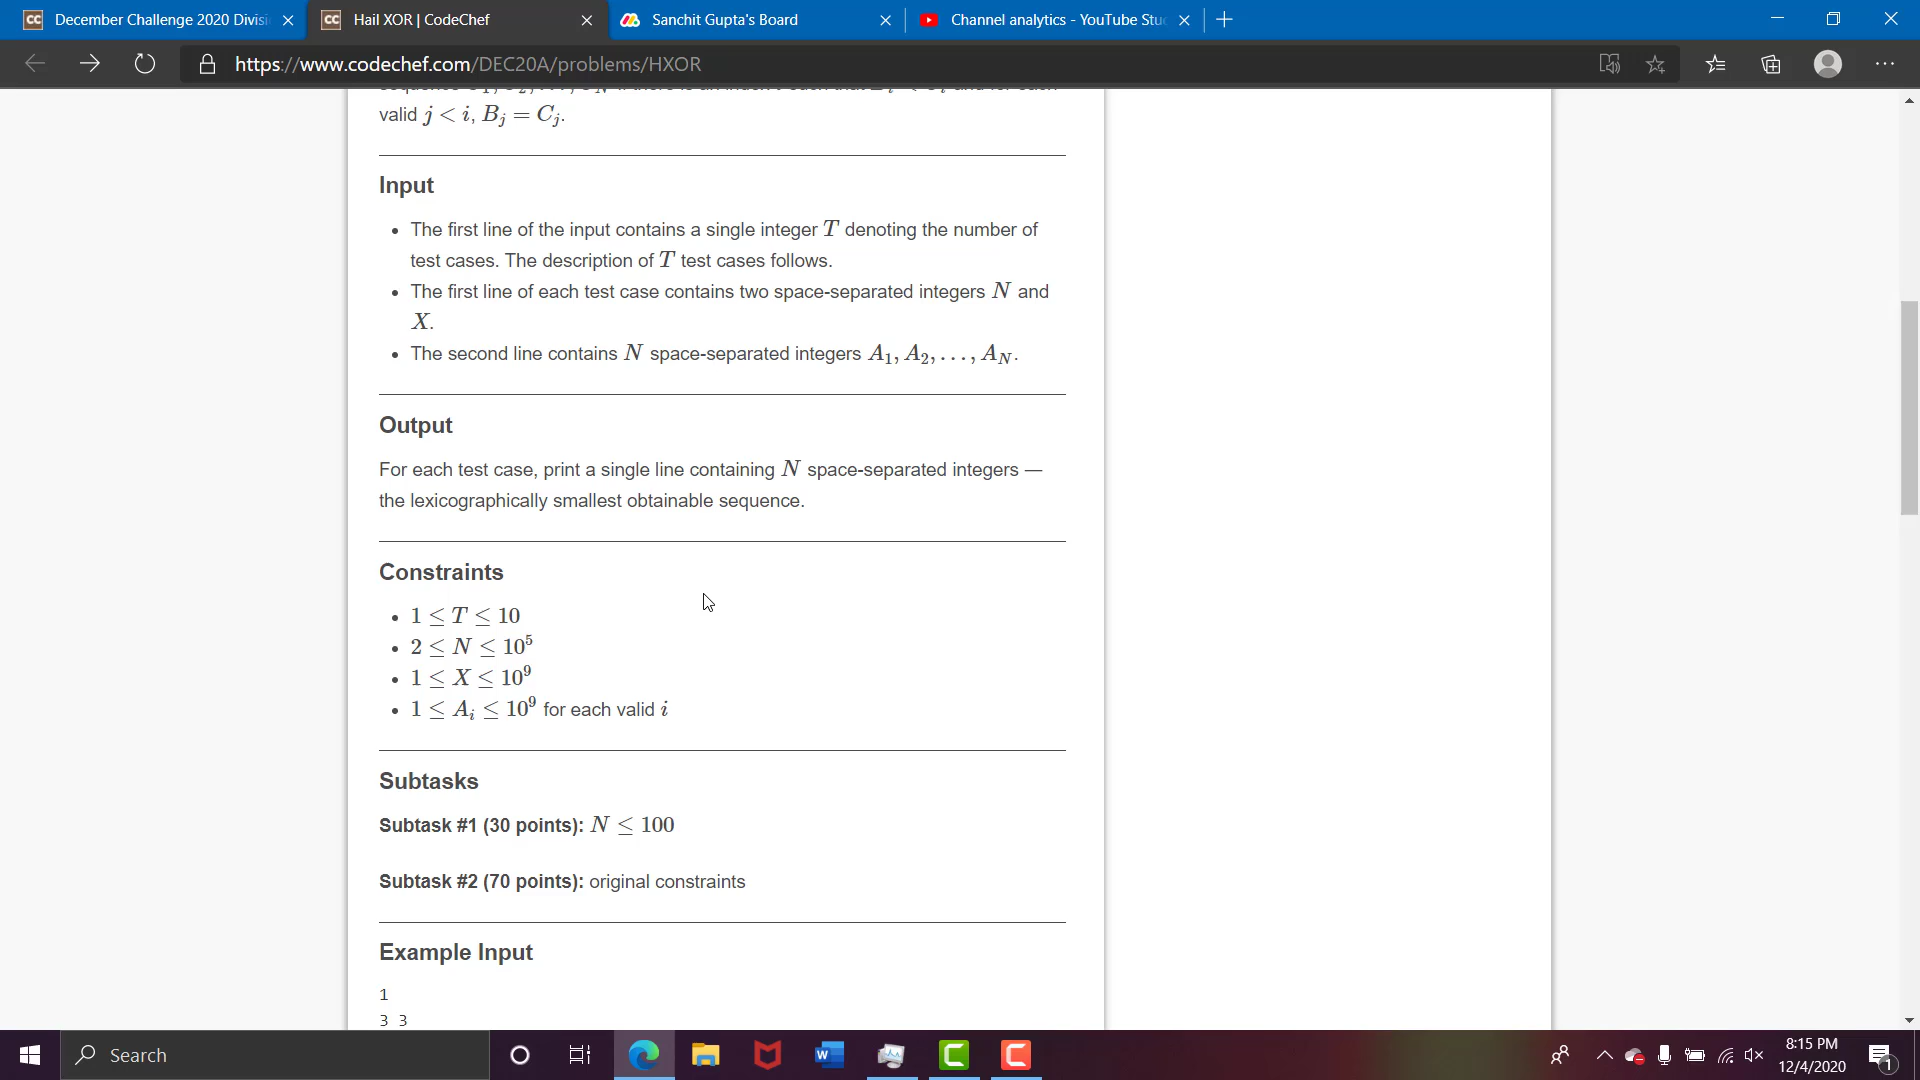 December Challenge 2020 Divisi
Hail XOR | CodeChef
Sanchit Gupta's Board
Channel analytics - YouTube Stu
https://www.codechef.com/DEC20A/problems/HXOR
valid j < i, B_j = C_j.
Input
• The first line of the input contains a single integer T denoting the number of
test cases. The description of T test cases follows.
• The first line of each test case contains two space-separated integers N and
X.
• The second line contains N space-separated integers A_1, A_2, ..., A_N.
Output
For each test case, print a single line containing N space-separated integers —
the lexicographically smallest obtainable sequence.
Constraints
• 1 ≤ T ≤ 10
• 2 ≤ N ≤ 10^5
• 1 ≤ X ≤ 10^9
• 1 ≤ A_i ≤ 10^9 for each valid i
Subtasks
Subtask #1 (30 points): N ≤ 100
Subtask #2 (70 points): original constraints
Example Input
1
3 3
Search
8:15 PM
12/4/2020
1